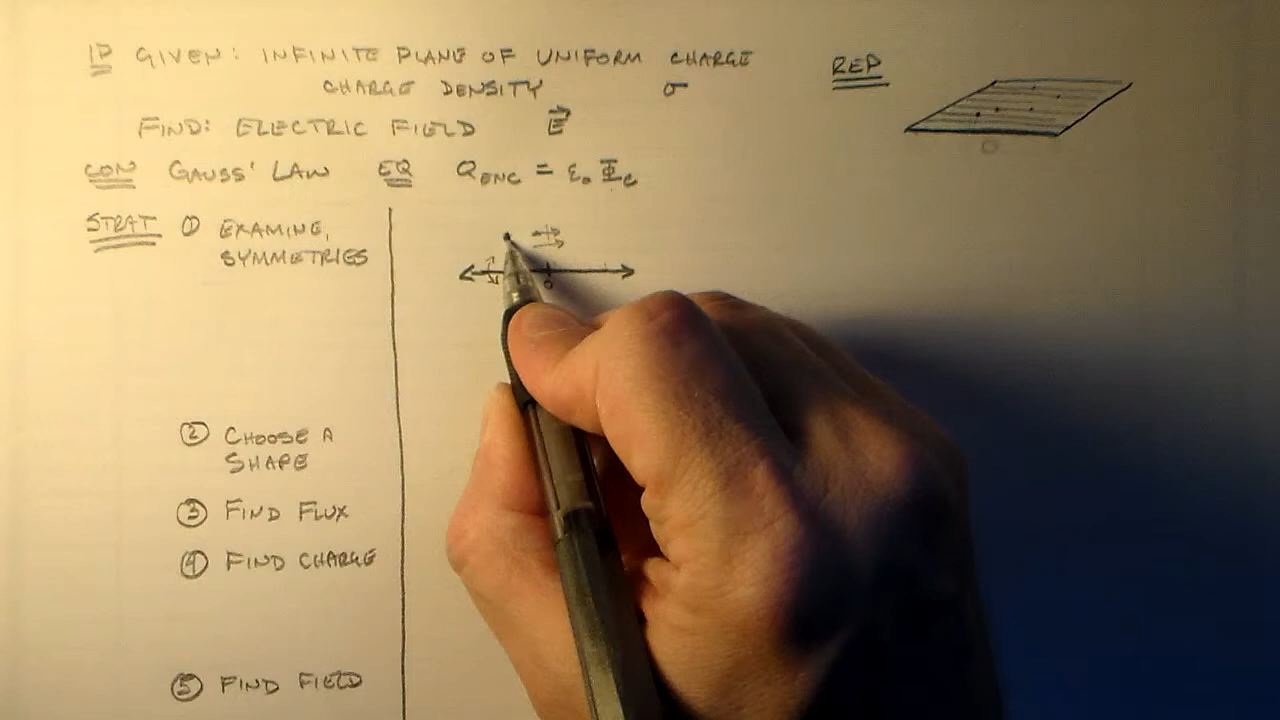 ID GIVEN: INFINITE PLANE OF UNIFORM CHARGE
CHARGE DENSITY σ
FIND: ELECTRIC FIELD E⃗
REP
CON GAUSS' LAW EQ Q_ENC = ε₀ Φ_E
STRAT ① EXAMINE,
SYMMETRIES
0
② CHOOSE A
SHAPE
③ FIND FLUX
④ FIND CHARGE
⑤ FIND FIELD